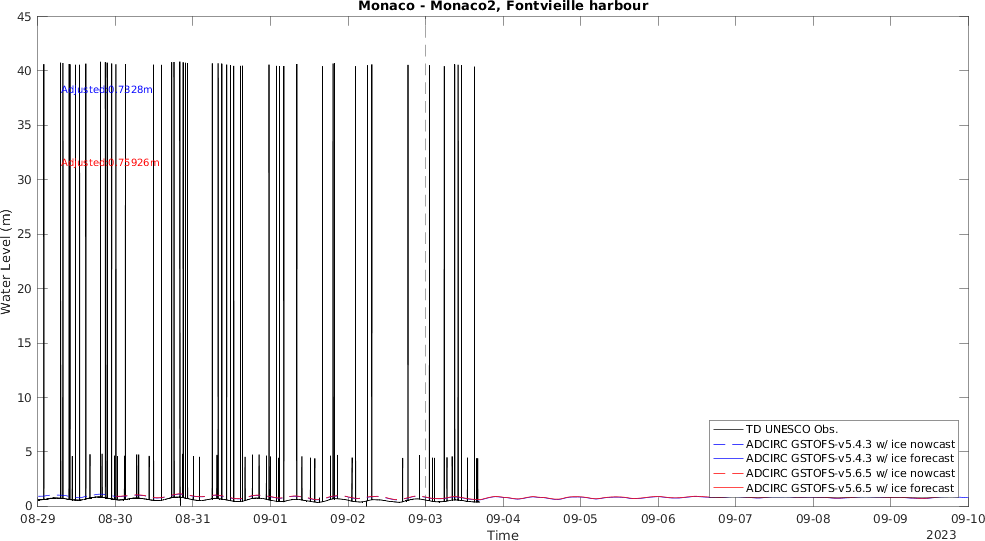 Monaco - Monaco2, Fontvieille harbour
45
40
35
30
25
20
15
10
5
0
Water Level (m)
Adjusted:0.7328m
Adjusted:0.75926m
TD UNESCO Obs.
ADCIRC GSTOFS-v5.4.3 w/ ice nowcast
ADCIRC GSTOFS-v5.4.3 w/ ice forecast
ADCIRC GSTOFS-v5.6.5 w/ ice nowcast
ADCIRC GSTOFS-v5.6.5 w/ ice forecast
08-29 08-30 08-31 09-01 09-02 09-03 09-04 09-05 09-06 09-07 09-08 09-09 09-10
Time
2023